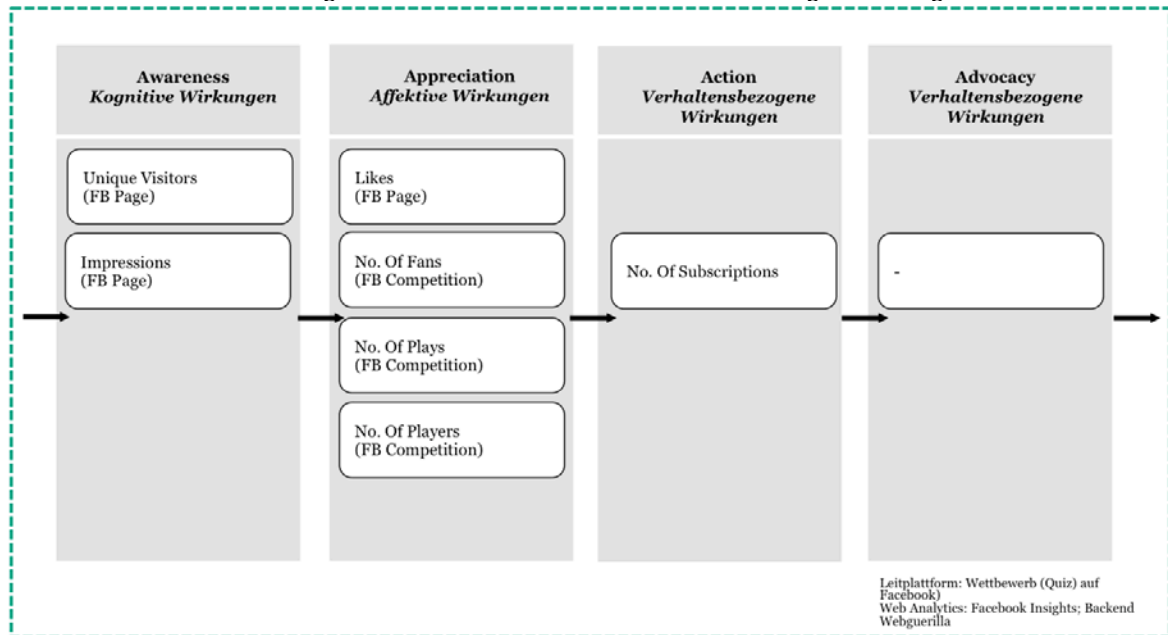 Awareness
Kognitive Wirkungen
Unique Visitors
(FB Page)
Impressions
(FB Page)
Appreciation
Affektive Wirkungen
Likes
(FB Page)
No. Of Fans
(FB Competition)
No. Of Plays
(FB Competition)
No. Of Players
(FB Competition)
Action
Verhaltensbezogene
Wirkungen
No. Of Subscriptions
Advocacy
Verhaltensbezogene
Wirkungen
-
Leitplattform: Wettbewerb (Quiz) auf
Facebook)
Web Analytics: Facebook Insights; Backend
Webguerilla